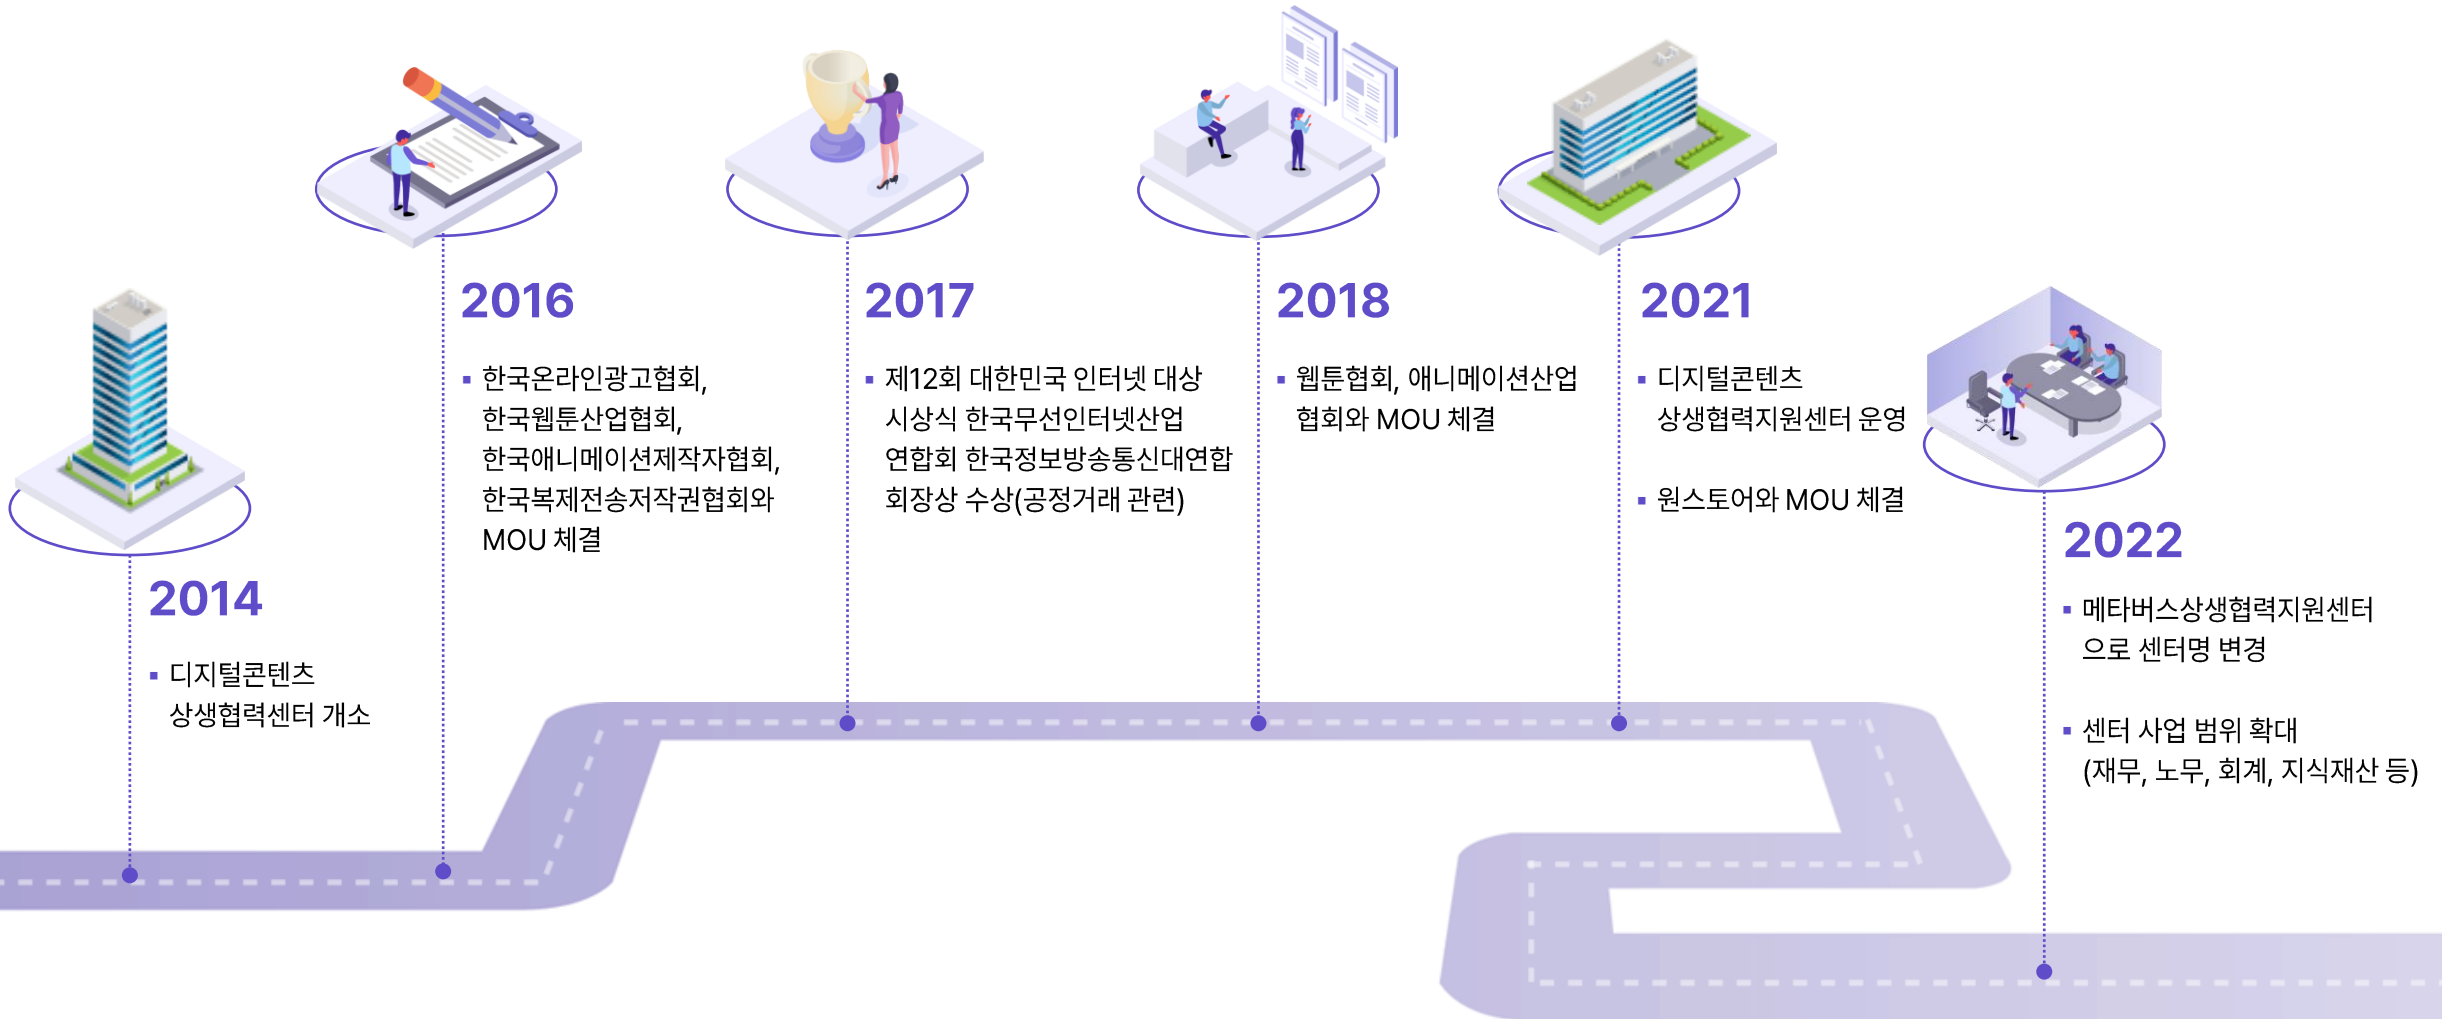 2014
▪ 디지털콘텐츠
상생협력센터 개소
2016
▪ 한국온라인광고협회,
한국웹툰산업협회,
한국애니메이션제작자협회,
한국복제전송저작권협회와
MOU 체결
2017
▪ 제12회 대한민국 인터넷 대상
시상식 한국무선인터넷산업
연합회 한국정보방송통신대연합
회장상 수상(공정거래 관련)
2018
▪ 웹툰협회, 애니메이션산업
협회와 MOU 체결
2021
▪ 디지털콘텐츠
상생협력지원센터 운영
▪ 원스토어와 MOU 체결
2022
▪ 메타버스상생협력지원센터
으로 센터명 변경
▪ 센터 사업 범위 확대
(재무, 노무, 회계, 지식재산 등)